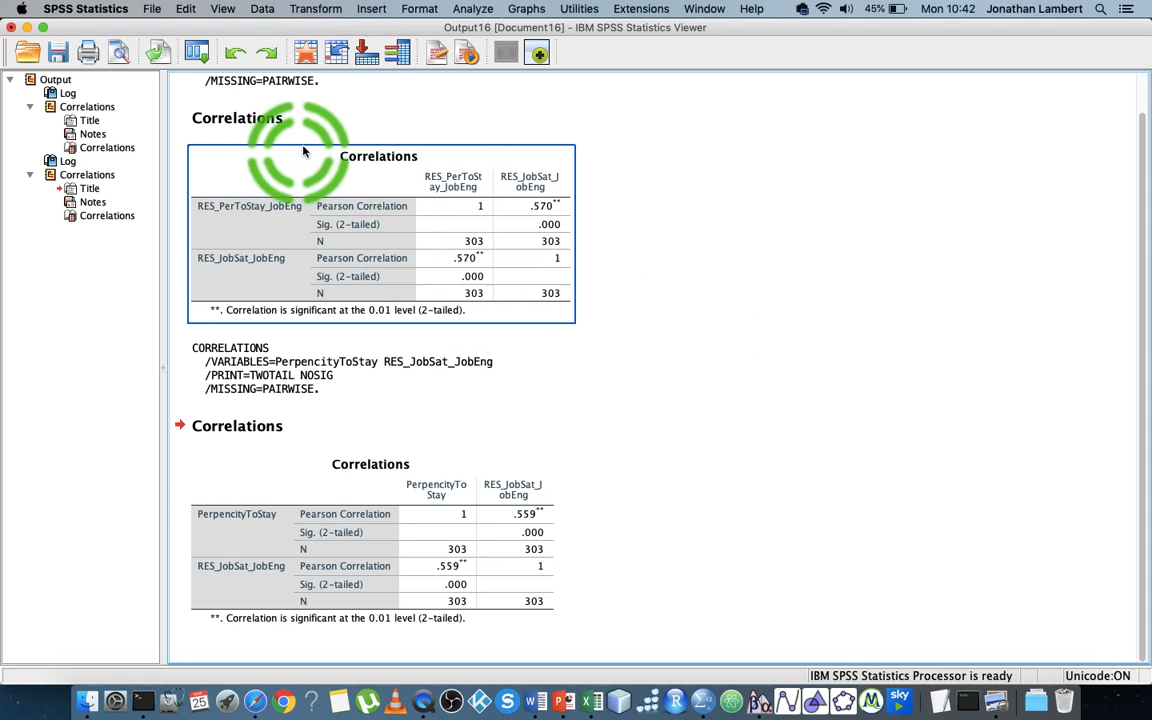 SPSS Statistics File Edit View Data Transform Insert Format Analyze Graphs Utilities Extensions Window Help 45% Mon 10:42 Jonathan Lambert
Output16 [Document16] - IBM SPSS Statistics Viewer
Output
Log
Correlations
Title
Notes
Correlations
Log
Correlations
Title
Notes
Correlations
/MISSING=PAIRWISE.
Correlations
Correlations
RES_PerToSt RES_JobSat_J
ay_JobEng obEng
RES_PerToStay_JobEng Pearson Correlation 1 .570**
Sig. (2-tailed) .000
N 303 303
RES_JobSat_JobEng Pearson Correlation .570** 1
Sig. (2-tailed) .000
N 303 303
**. Correlation is significant at the 0.01 level (2-tailed).
CORRELATIONS
/VARIABLES=PerpencityToStay RES_JobSat_JobEng
/PRINT=TWOTAIL NOSIG
/MISSING=PAIRWISE.
Correlations
Correlations
PerpencityTo RES_JobSat_J
Stay obEng
PerpencityToStay Pearson Correlation 1 .559**
Sig. (2-tailed) .000
N 303 303
RES_JobSat_JobEng Pearson Correlation .559** 1
Sig. (2-tailed) .000
N 303 303
**. Correlation is significant at the 0.01 level (2-tailed).
IBM SPSS Statistics Processor is ready Unicode:ON
25 sky